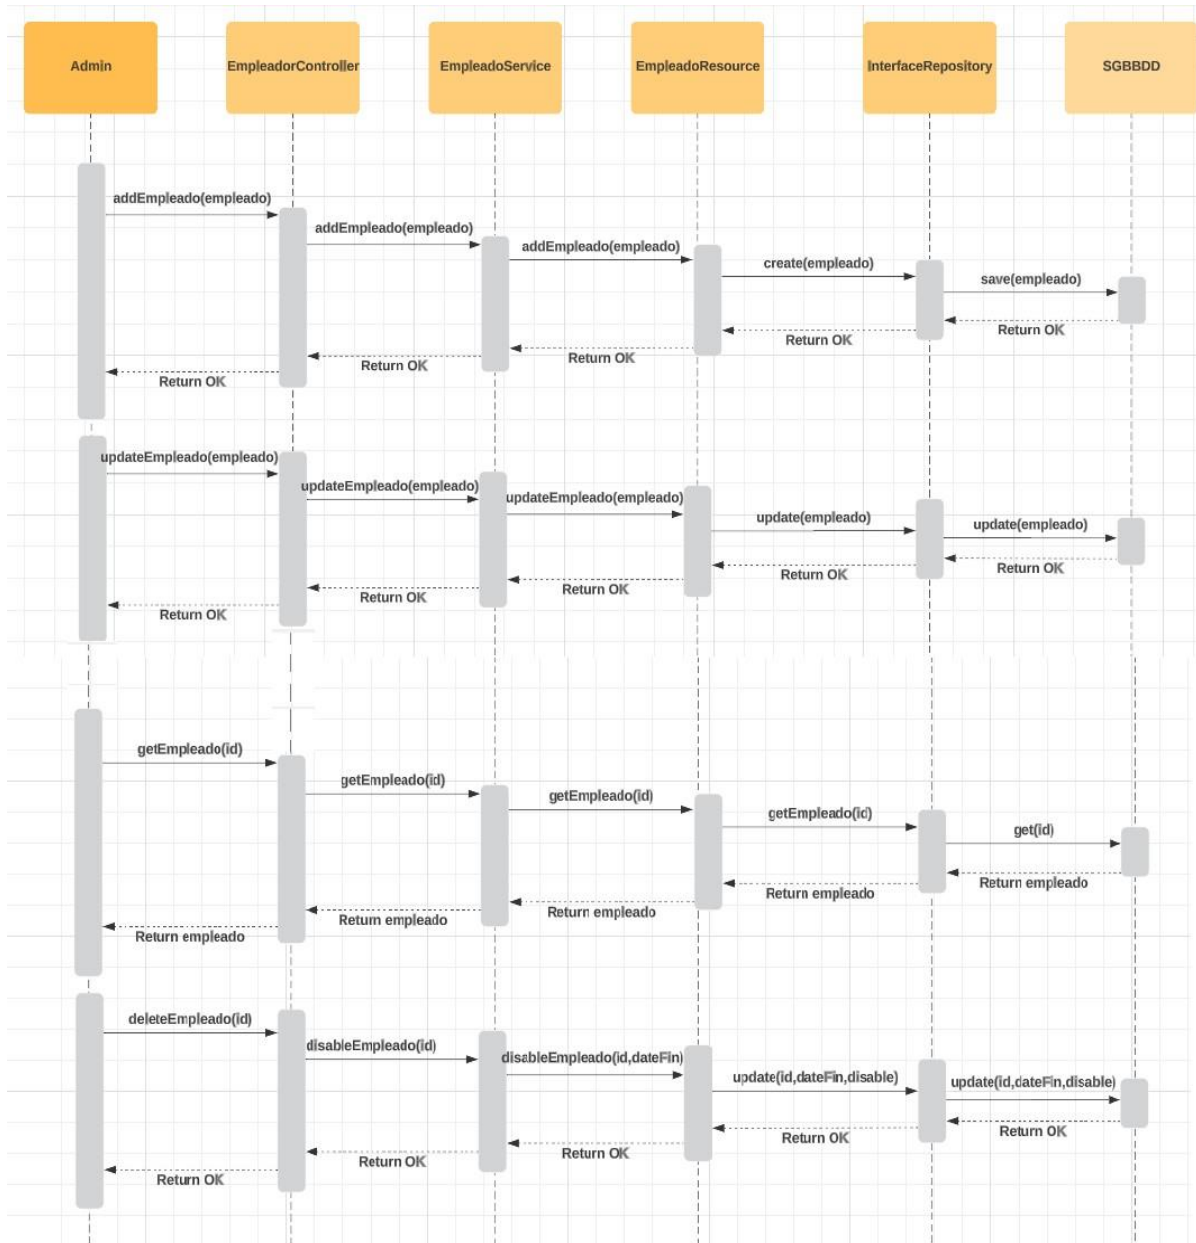 Admin
EmpleadorController
EmpleadoService
EmpleadoResource
InterfaceRepository
SGBBDD
addEmpleado(empleado)
addEmpleado(empleado)
addEmpleado(empleado)
create(empleado)
save(empleado)
Return OK
Return OK
Return OK
Return OK
Return OK
updateEmpleado(empleado)
updateEmpleado(empleado)
updateEmpleado(empleado)
update(empleado)
update(empleado)
Return OK
Return OK
Return OK
Return OK
Return OK
getEmpleado(id)
getEmpleado(id)
getEmpleado(id)
getEmpleado(id)
get(id)
Return empleado
Return empleado
Return empleado
Return empleado
Return empleado
deleteEmpleado(id)
disableEmpleado(id)
disableEmpleado(id,dateFin)
update(id,dateFin,disable)
update(id,dateFin,disable)
Return OK
Return OK
Return OK
Return OK
Return OK